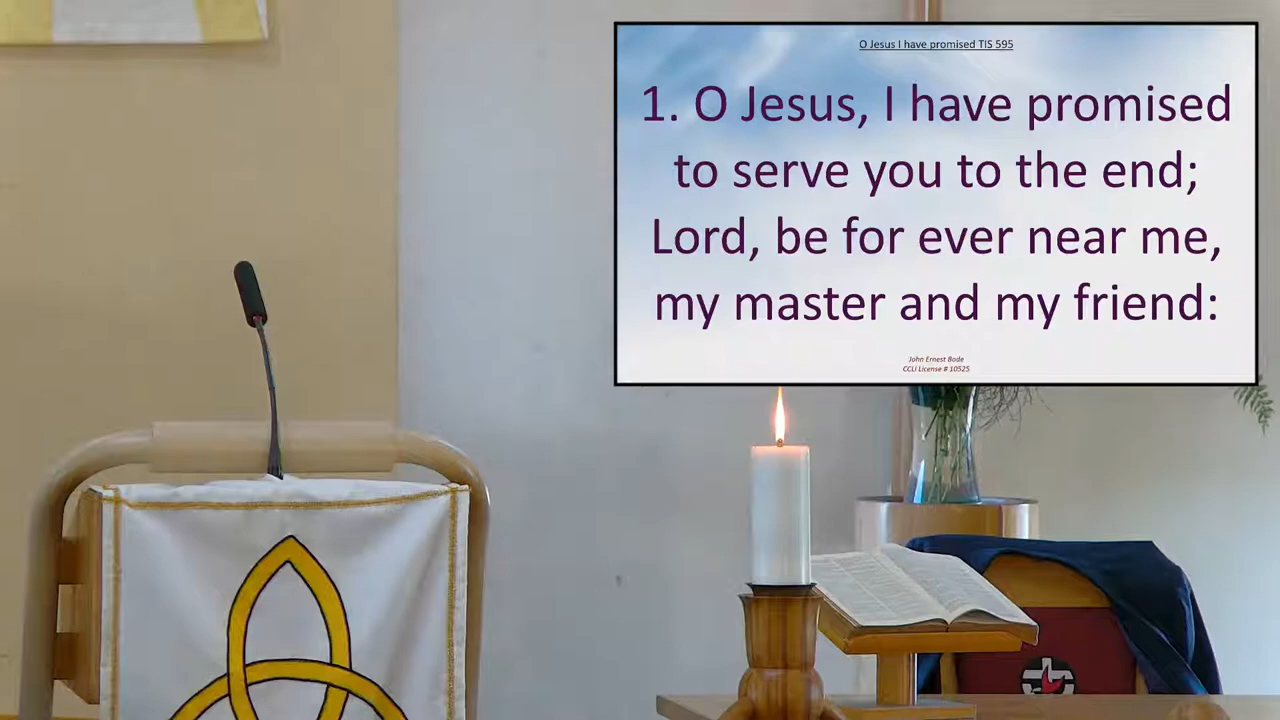 O Jesus I have promised TIS 595
1. O Jesus, I have promised
to serve you to the end;
Lord, be for ever near me,
my master and my friend:
John Ernest Bode
CCLI License # 10525